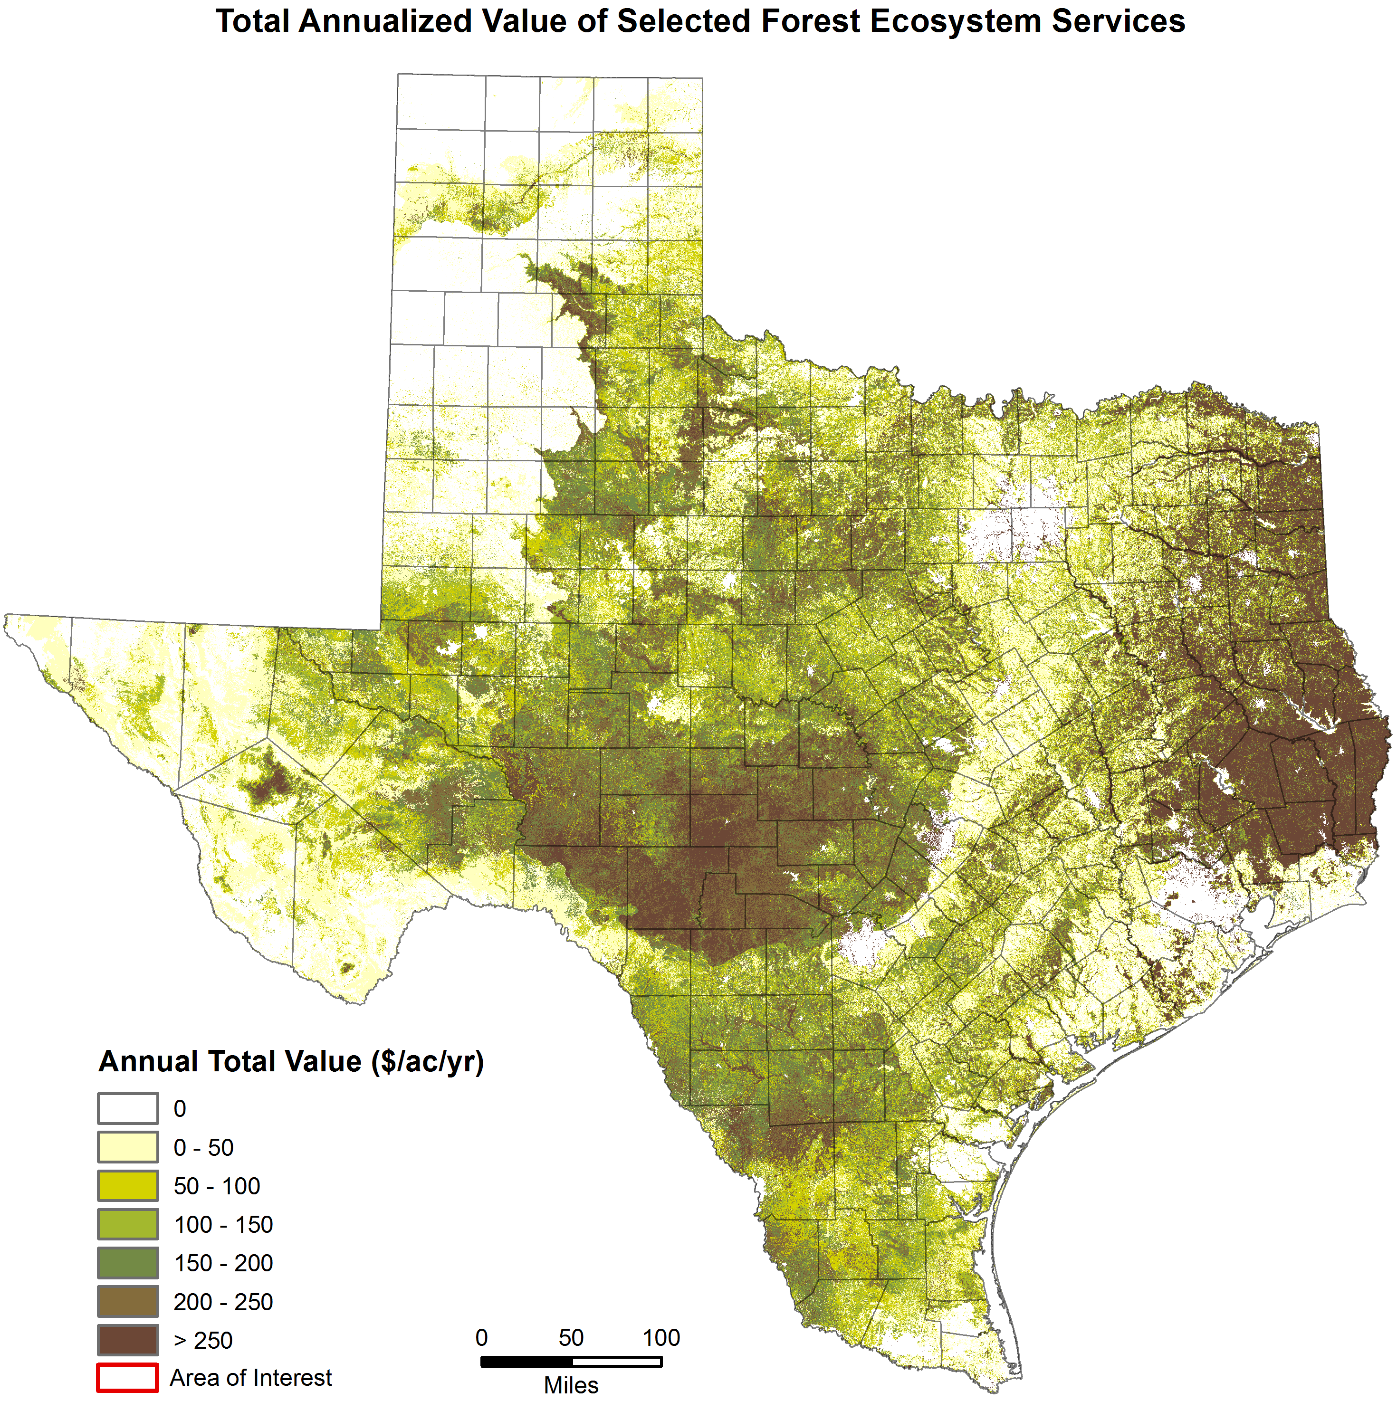 Total Annualized Value of Selected Forest Ecosystem Services
Annual Total Value ($/ac/yr)
0
0 - 50
50 - 100
100 - 150
150 - 200
200 - 250
> 250
Area of Interest
0 50 100
Miles